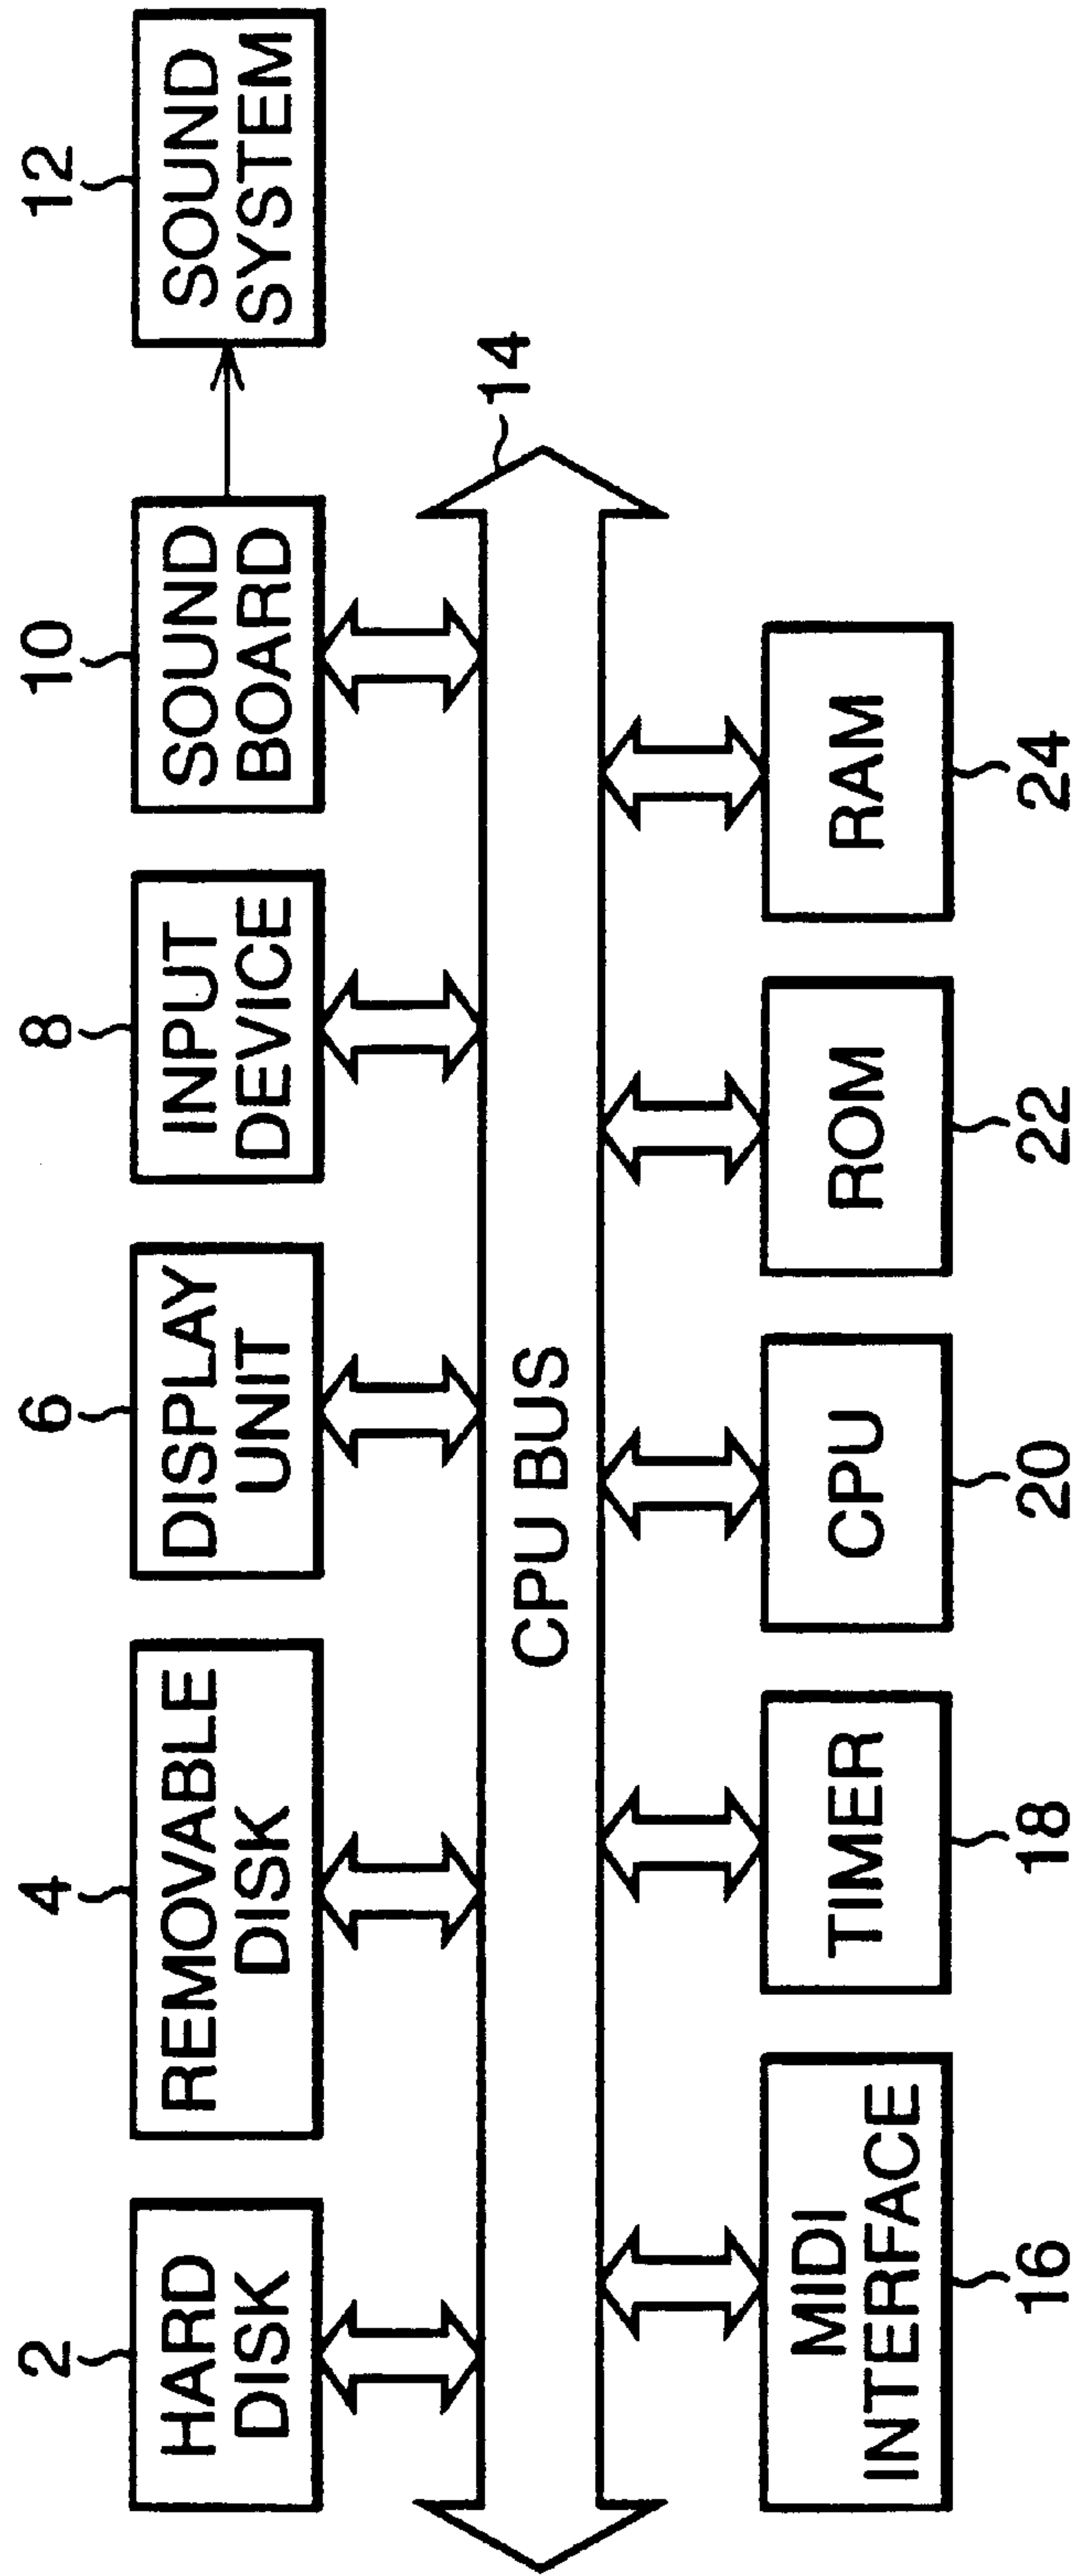 2
HARD
DISK
4
REMOVABLE
DISK
6
DISPLAY
UNIT
8
INPUT
DEVICE
10
SOUND
BOARD
12
SOUND
SYSTEM
14
CPU BUS
MIDI
INTERFACE
16
TIMER
18
CPU
20
ROM
22
RAM
24